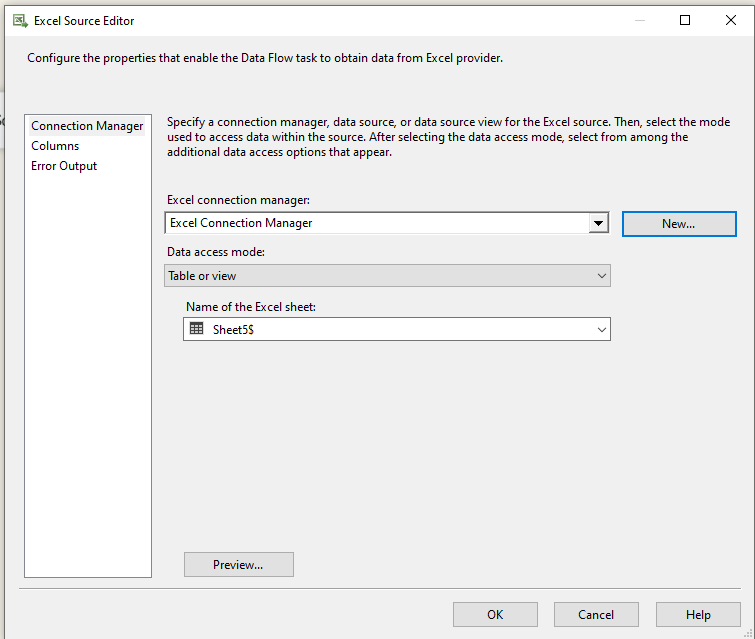 Excel Source Editor
Configure the properties that enable the Data Flow task to obtain data from Excel provider.
Connection Manager
Columns
Error Output
Specify a connection manager, data source, or data source view for the Excel source. Then, select the mode
used to access data within the source. After selecting the data access mode, select from among the
additional data access options that appear.
Excel connection manager:
Excel Connection Manager
New...
Data access mode:
Table or view
Name of the Excel sheet:
Sheet5$
Preview...
OK
Cancel
Help